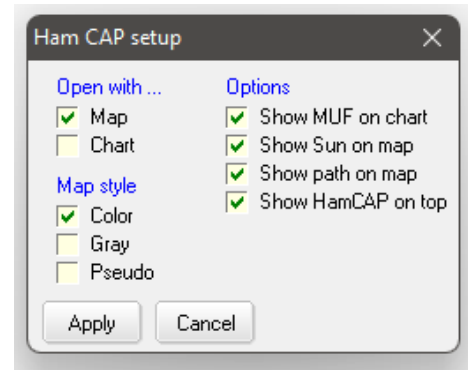 Ham CAP setup
Open with ...
Map
Chart
Map style
Color
Gray
Pseudo
Options
Show MUF on chart
Show Sun on map
Show path on map
Show HamCAP on top
Apply
Cancel